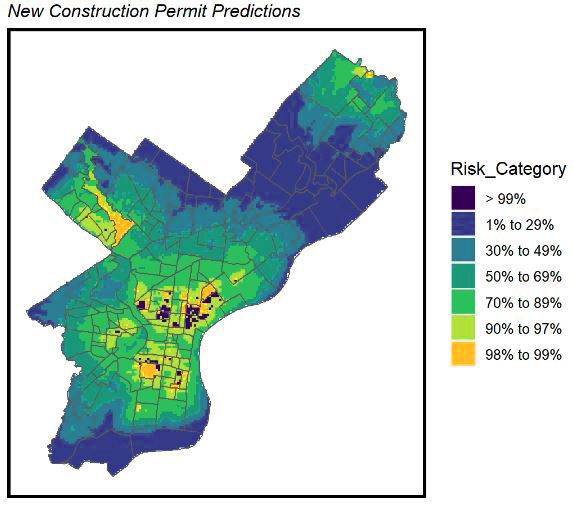 New Construction Permit Predictions
Risk_Category
> 99%
1% to 29%
30% to 49%
50% to 69%
70% to 89%
90% to 97%
98% to 99%